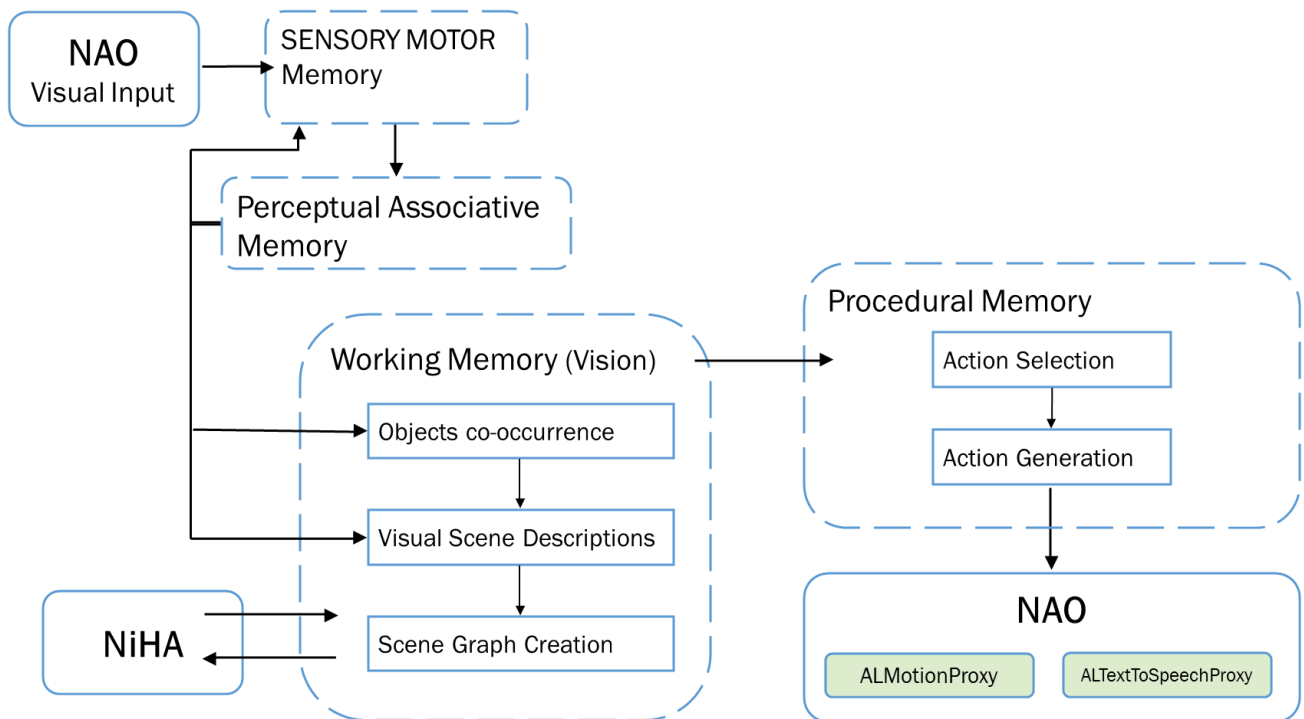 NAO
Visual Input
SENSORY MOTOR
Memory
Perceptual Associative
Memory
Working Memory (Vision)
Objects co-occurrence
Visual Scene Descriptions
Scene Graph Creation
NiHA
Procedural Memory
Action Selection
Action Generation
NAO
ALMotionProxy
ALTextToSpeechProxy